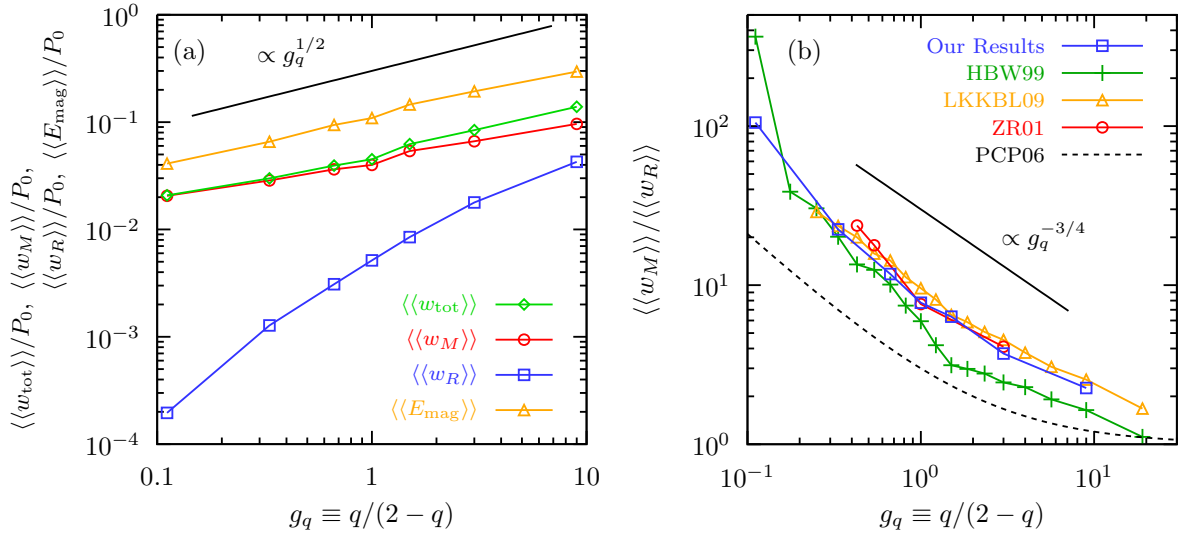 ⟨⟨w_tot⟩⟩/P_0, ⟨⟨w_M⟩⟩/P_0,
⟨⟨w_R⟩⟩/P_0, ⟨⟨E_mag⟩⟩/P_0
10^0
10^{-1}
10^{-2}
10^{-3}
10^{-4}
(a)
∝ g_q^{1/2}
⟨⟨w_tot⟩⟩
⟨⟨w_M⟩⟩
⟨⟨w_R⟩⟩
⟨⟨E_mag⟩⟩
0.1 1 10
g_q ≡ q/(2 − q)
⟨⟨w_M⟩⟩/⟨⟨w_R⟩⟩
10^2
10^1
10^0
(b)
Our Results
HBW99
LKKBL09
ZR01
PCP06
∝ g_q^{-3/4}
10^{-1} 10^0 10^1
g_q ≡ q/(2 − q)